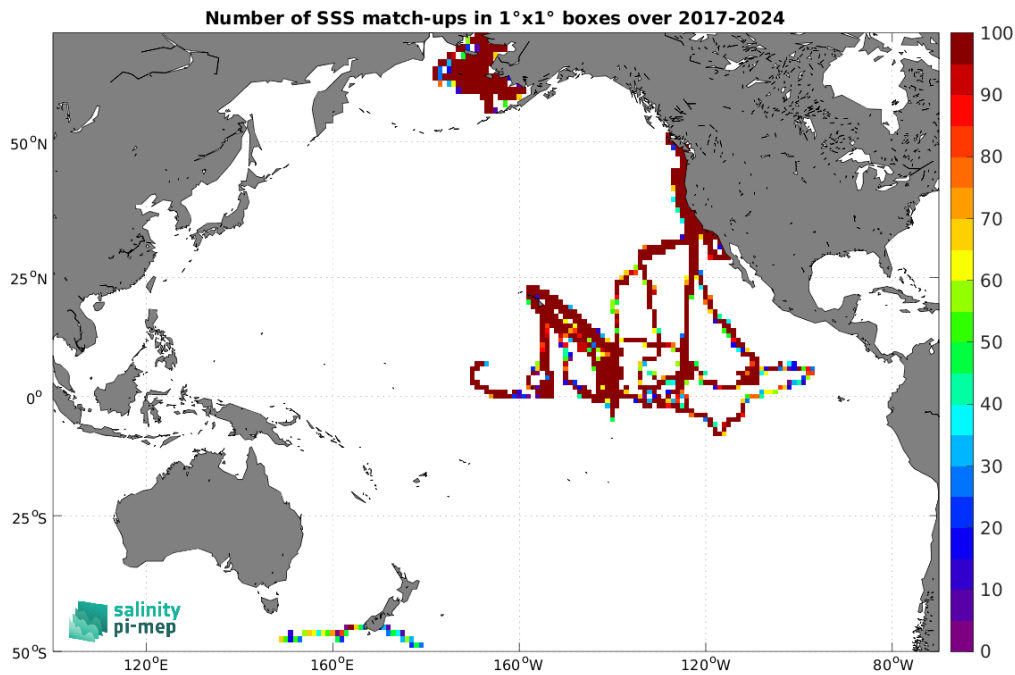 Number of SSS match-ups in 1°x1° boxes over 2017-2024
50°N
25°N
0°
25°S
50°S
120°E
160°E
160°W
120°W
80°W
100
90
80
70
60
50
40
30
20
10
0
salinity
pi-mep